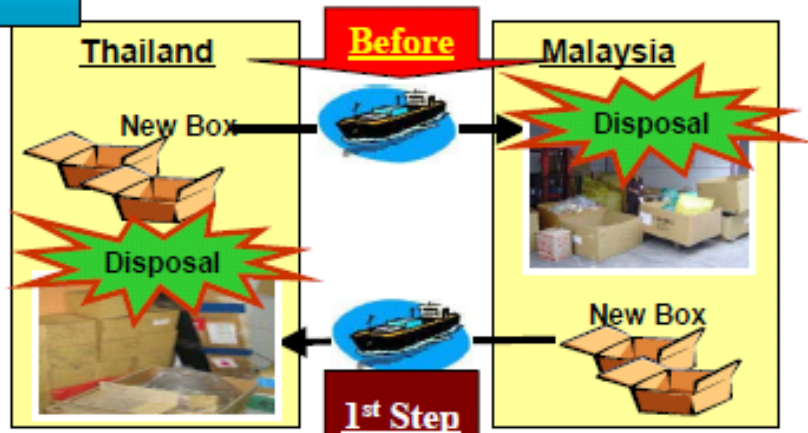 Before
Thailand
Malaysia
New Box
Disposal
Disposal
New Box
1st Step